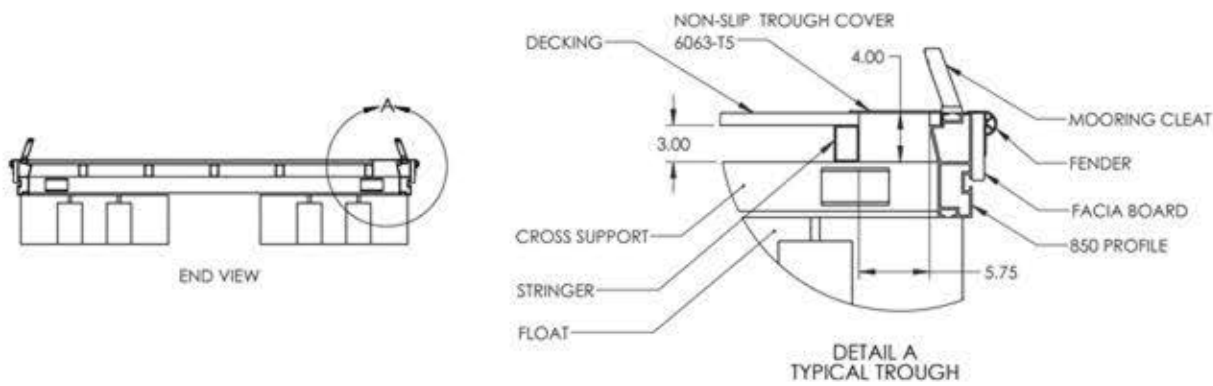 A
END VIEW
NON-SLIP TROUGH COVER
6063-T5
DECKING
4.00
MOORING CLEAT
3.00
FENDER
FACIA BOARD
CROSS SUPPORT
850 PROFILE
STRINGER
5.75
FLOAT
DETAIL A
TYPICAL TROUGH